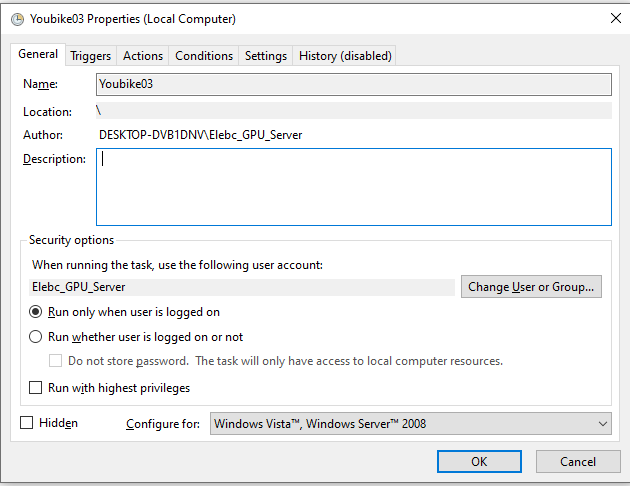 Youbike03 Properties (Local Computer)
General Triggers Actions Conditions Settings History (disabled)
Name: Youbike03
Location: \
Author: DESKTOP-DVB1DNV\Elebc_GPU_Server
Description:
Security options
When running the task, use the following user account:
Elebc_GPU_Server Change User or Group...
Run only when user is logged on
Run whether user is logged on or not
Do not store password. The task will only have access to local computer resources.
Run with highest privileges
Hidden Configure for: Windows Vista™, Windows Server™ 2008
OK Cancel